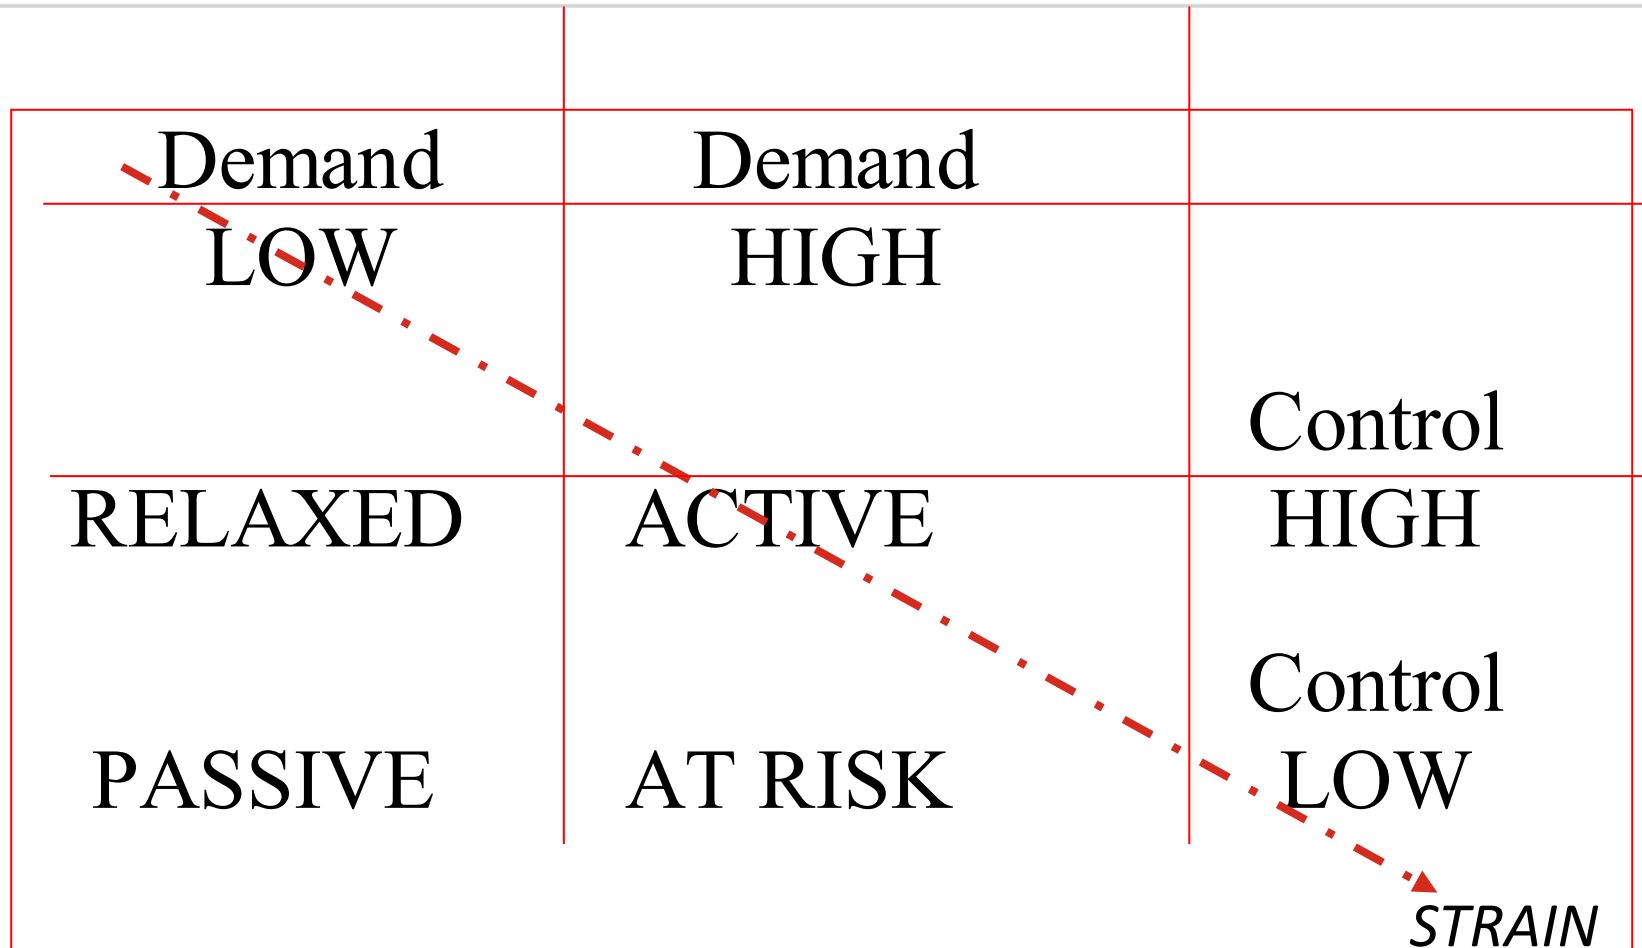 Demand Demand
LOW HIGH
Control
RELAXED ACTIVE HIGH
Control
PASSIVE AT RISK LOW
STRAIN